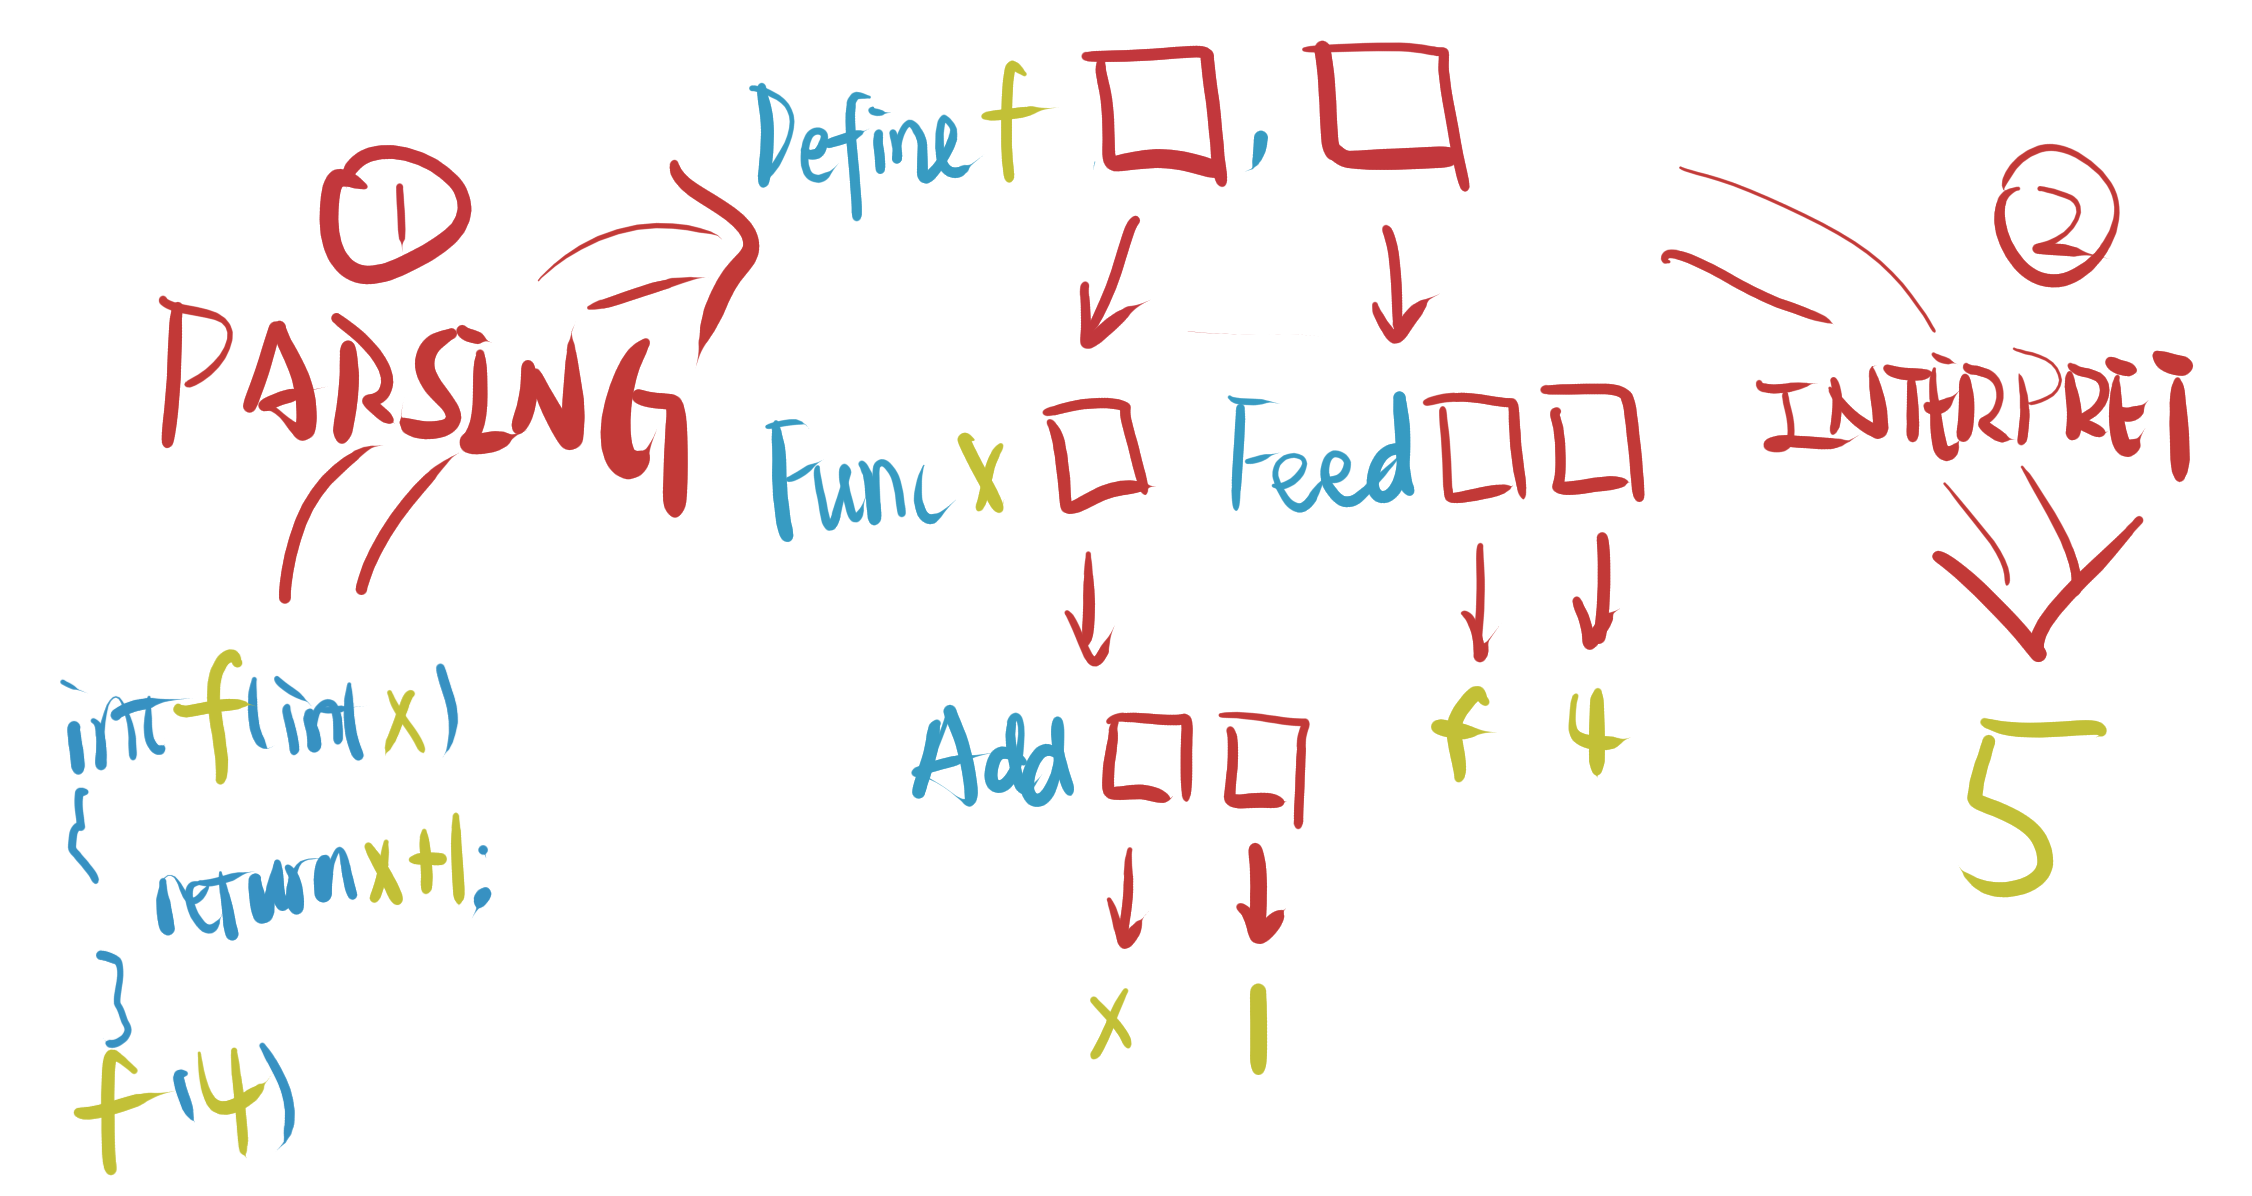 1
PARSING
int f(int x)
{
return x+1;
}
f(4)
Define f ,
Func x
Feed
Add
f 4
x 1
2
INTERPRET
5